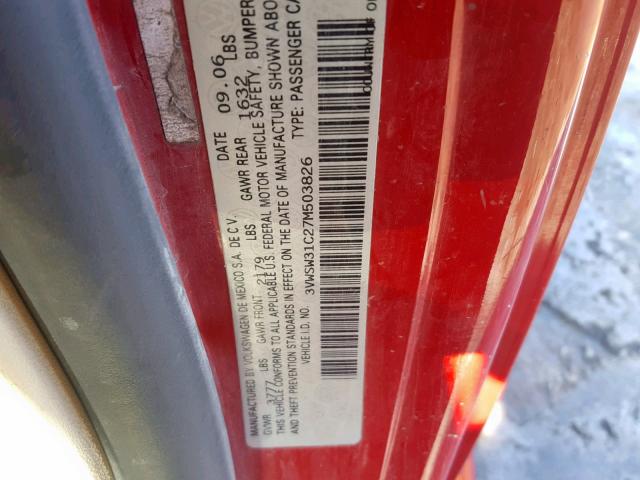 MANUFACTURED BY VOLKSWAGEN DE MEXICO S.A. DE C.V. DATE 09.06
GVWR 3777 LBS GAWR FRONT 2179 LBS GAWR REAR 1632 LBS
THIS VEHICLE CONFORMS TO ALL APPLICABLE U.S. FEDERAL MOTOR VEHICLE SAFETY, BUMPER
AND THEFT PREVENTION STANDARDS IN EFFECT ON THE DATE OF MANUFACTURE SHOWN ABO
VEHICLE I.D. NO. 3VWSW31C27M503826 TYPE: PASSENGER CA